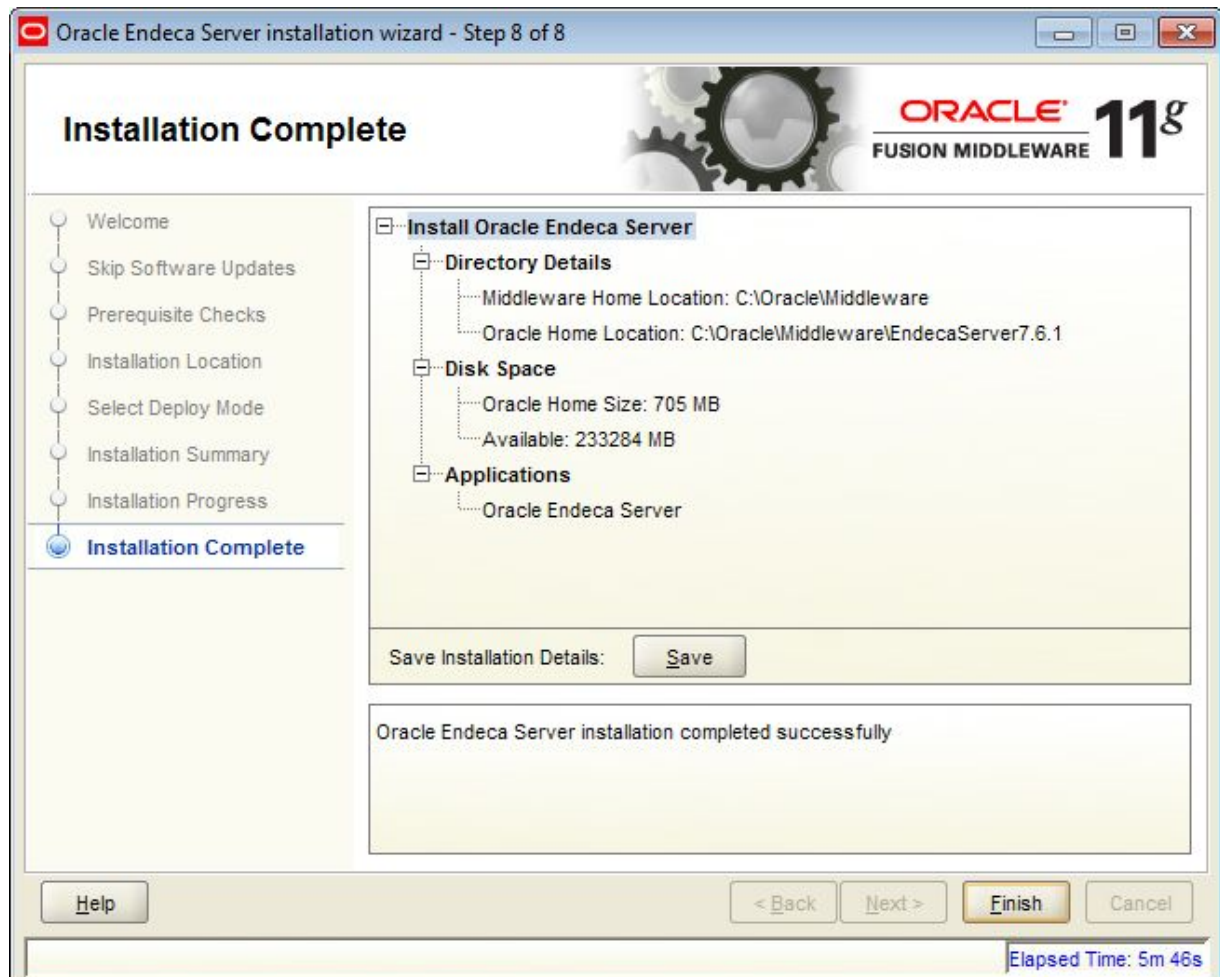 Oracle Endeca Server installation wizard - Step 8 of 8
Installation Complete
ORACLE
FUSION MIDDLEWARE
11g
Welcome
Skip Software Updates
Prerequisite Checks
Installation Location
Select Deploy Mode
Installation Summary
Installation Progress
Installation Complete
Install Oracle Endeca Server
Directory Details
Middleware Home Location: C:\Oracle\Middleware
Oracle Home Location: C:\Oracle\Middleware\EndecaServer7.6.1
Disk Space
Oracle Home Size: 705 MB
Available: 233284 MB
Applications
Oracle Endeca Server
Save Installation Details:
Save
Oracle Endeca Server installation completed successfully
Help
< Back
Next >
Finish
Cancel
Elapsed Time: 5m 46s